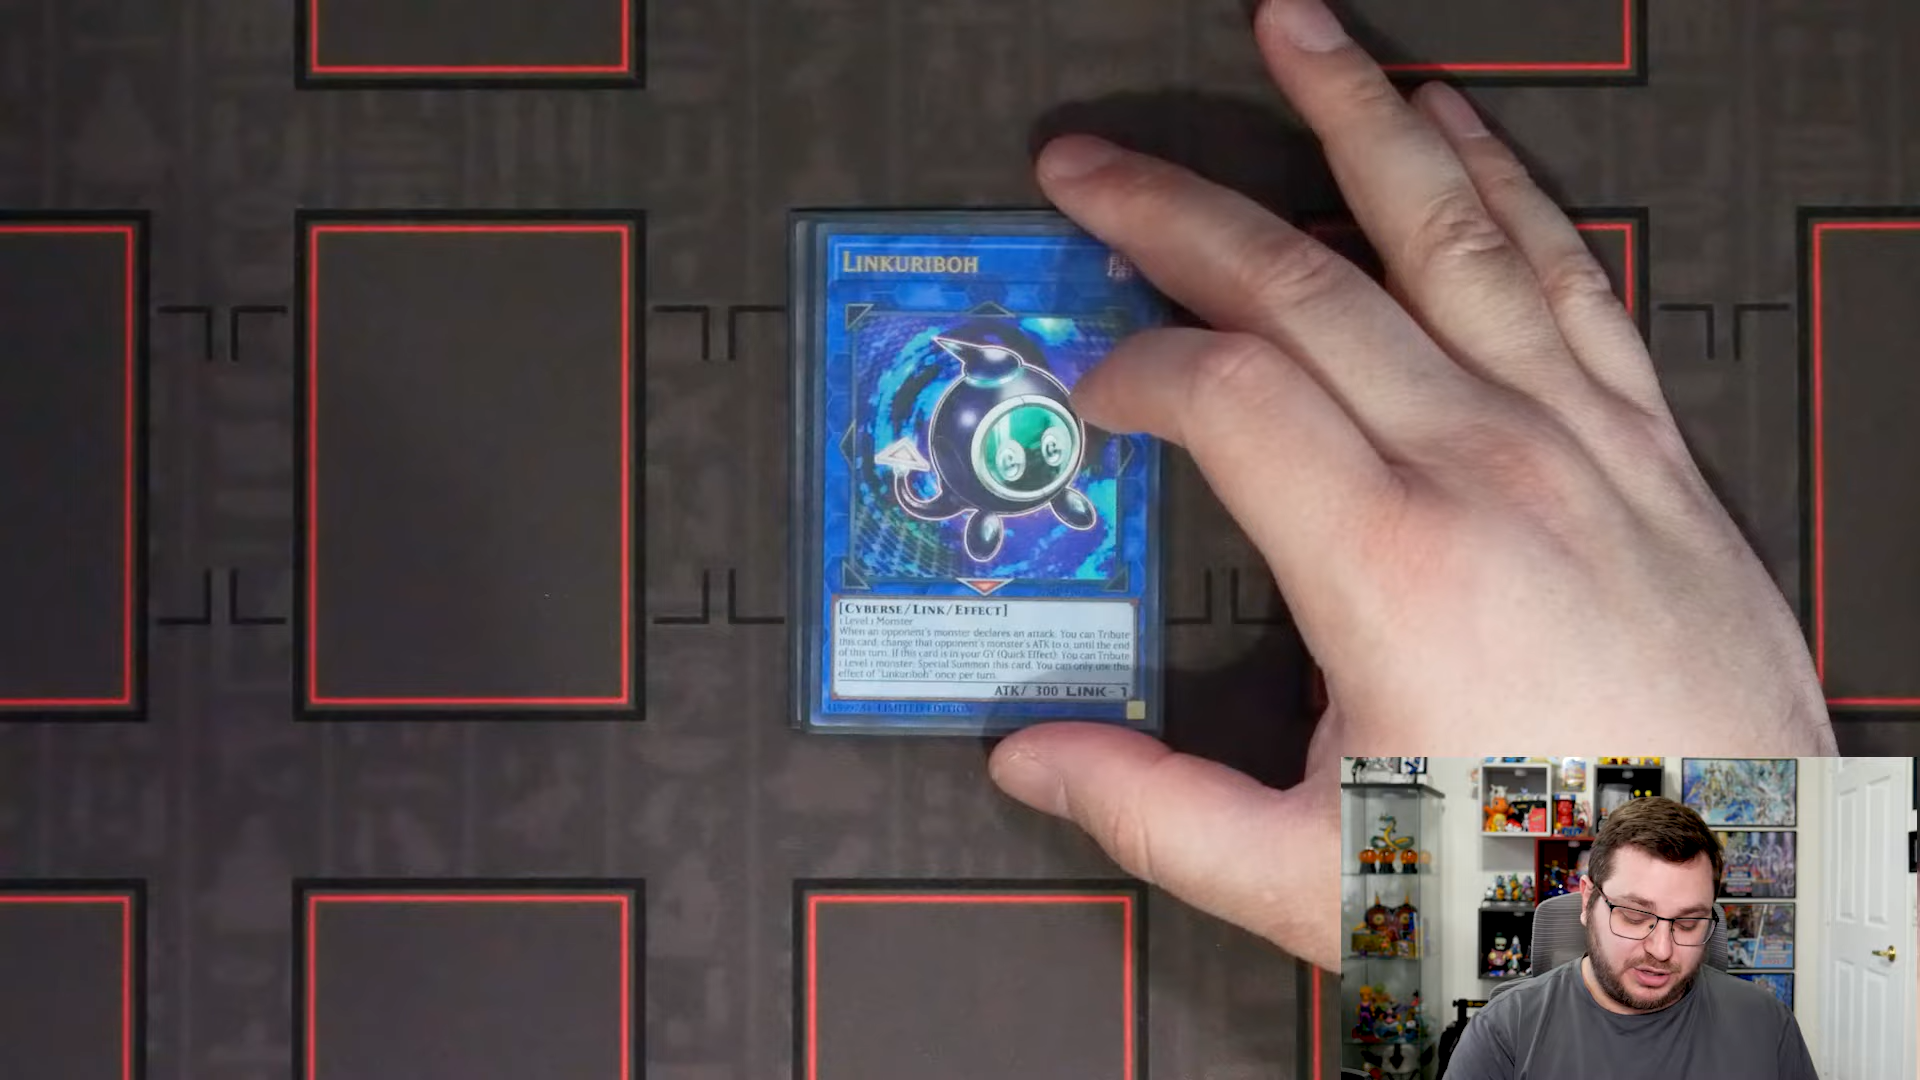 LINKURIBOH
[CYBERSE/LINK/EFFECT]
1 Level 1 Monster
When an opponent's monster declares an attack: You can Tribute
this card; change that opponent's monster's ATK to 0, until the end
of this turn. If this card is in your GY (Quick Effect): You can Tribute
1 Level 1 monster; Special Summon this card. You can only use this
effect of "Linkuriboh" once per turn.
ATK/ 300 LINK-1
LIMITED EDITION